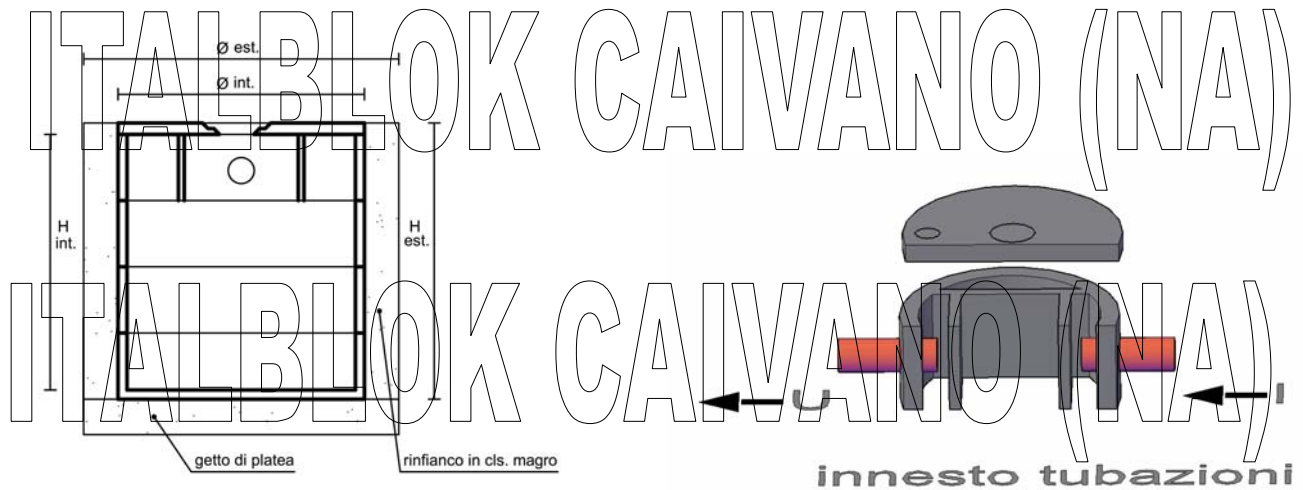 ITALBLOK CAIVANO (NA)
Ø est.
Ø int.
H
int.
H
est.
ITALBLOK CAIVANO (NA)
U
I
getto di platea
rinfianco in cls. magro
innesto tubazioni